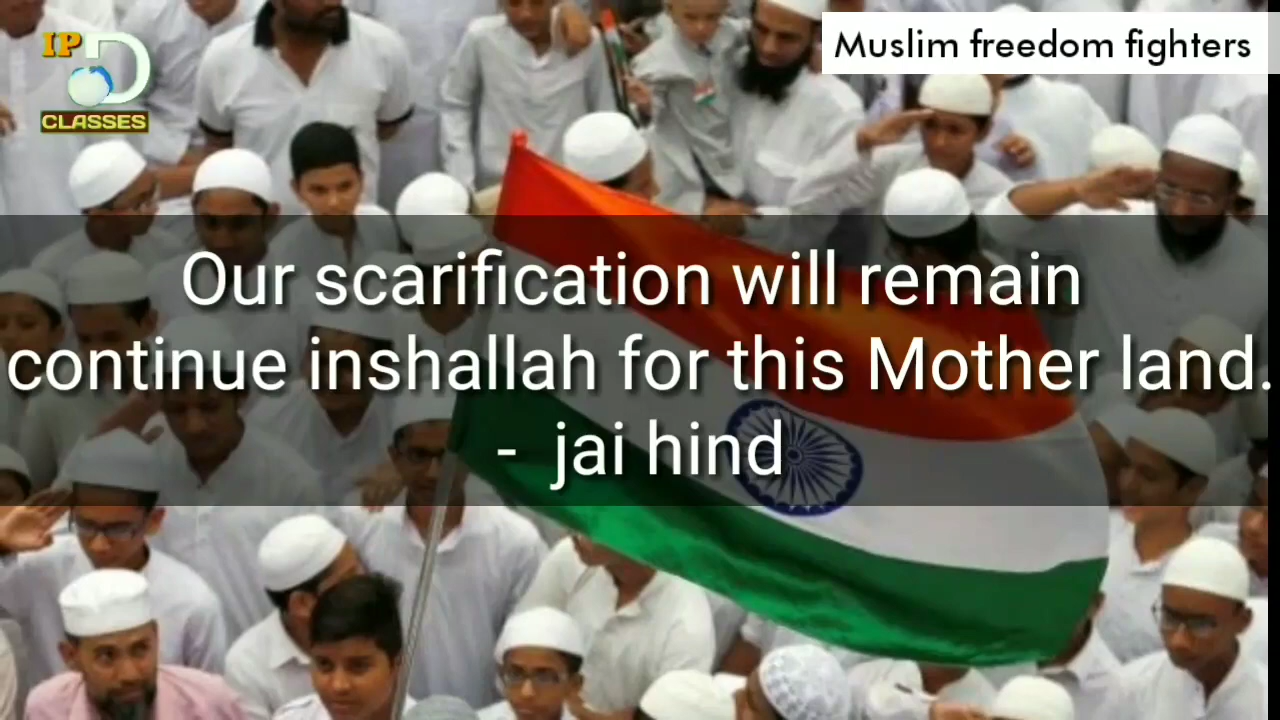 IP D
CLASSES
Muslim freedom fighters
Our scarification will remain
continue inshallah for this Mother land.
- jai hind